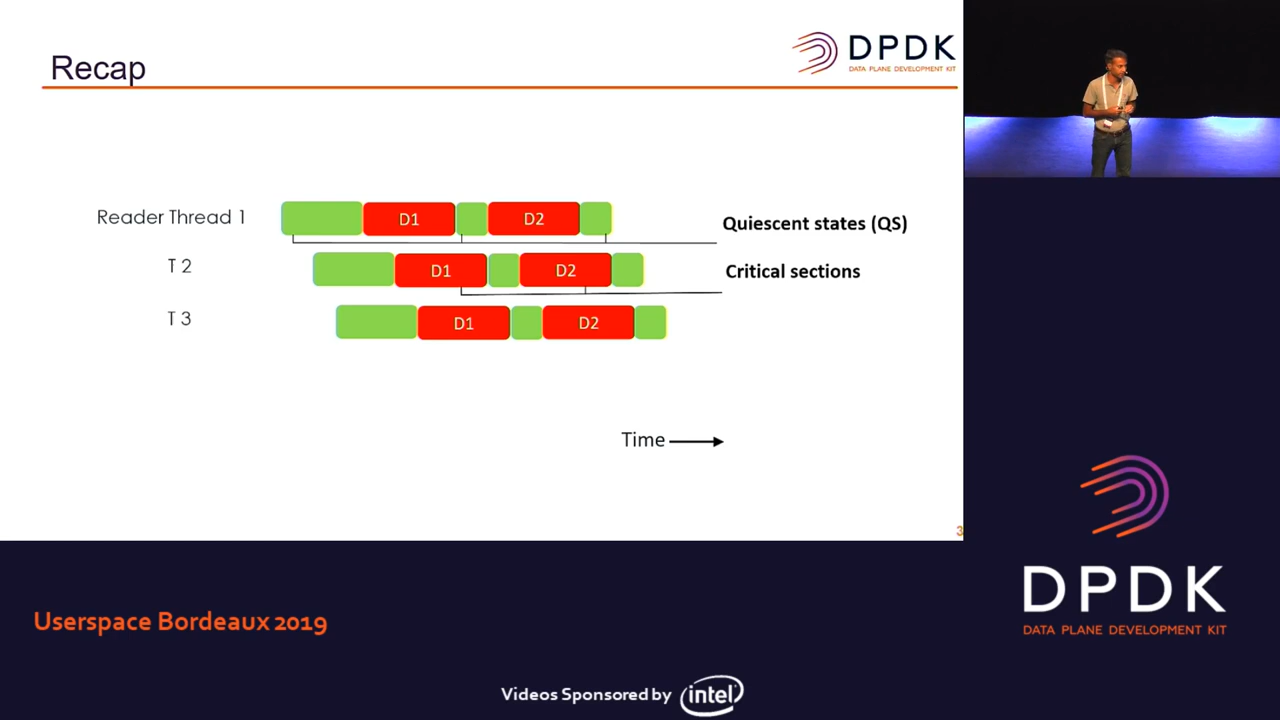 Recap
DPDK
DATA PLANE DEVELOPMENT KIT
Reader Thread 1
D1
D2
Quiescent states (QS)
T 2
D1
D2
Critical sections
T 3
D1
D2
Time
3
DPDK
DATA PLANE DEVELOPMENT KIT
Userspace Bordeaux 2019
Videos Sponsored by intel